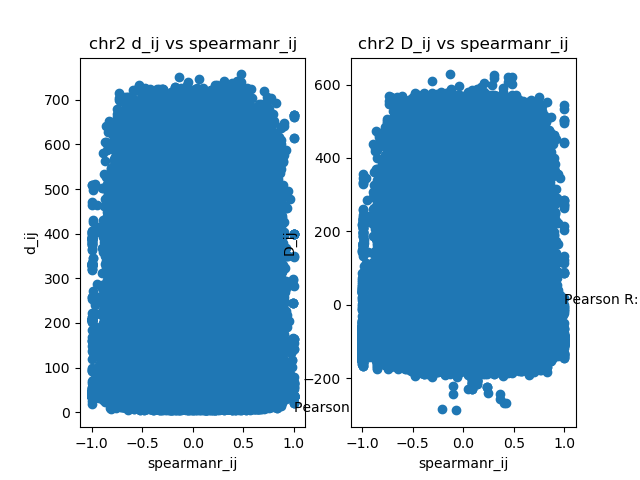 chr2 d_ij vs spearmanr_ij
d_ij
700
600
500
400
300
200
100
0
−1.0 −0.5 0.0 0.5 1.0
spearmanr_ij
Pearson
chr2 D_ij vs spearmanr_ij
D_ij
600
400
200
0
−200
−1.0 −0.5 0.0 0.5 1.0
spearmanr_ij
Pearson R: